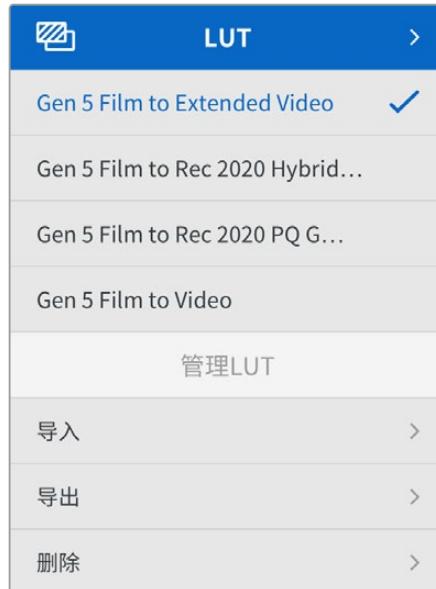 LUT
Gen 5 Film to Extended Video
Gen 5 Film to Rec 2020 Hybrid...
Gen 5 Film to Rec 2020 PQ G...
Gen 5 Film to Video
管理LUT
导入
导出
删除